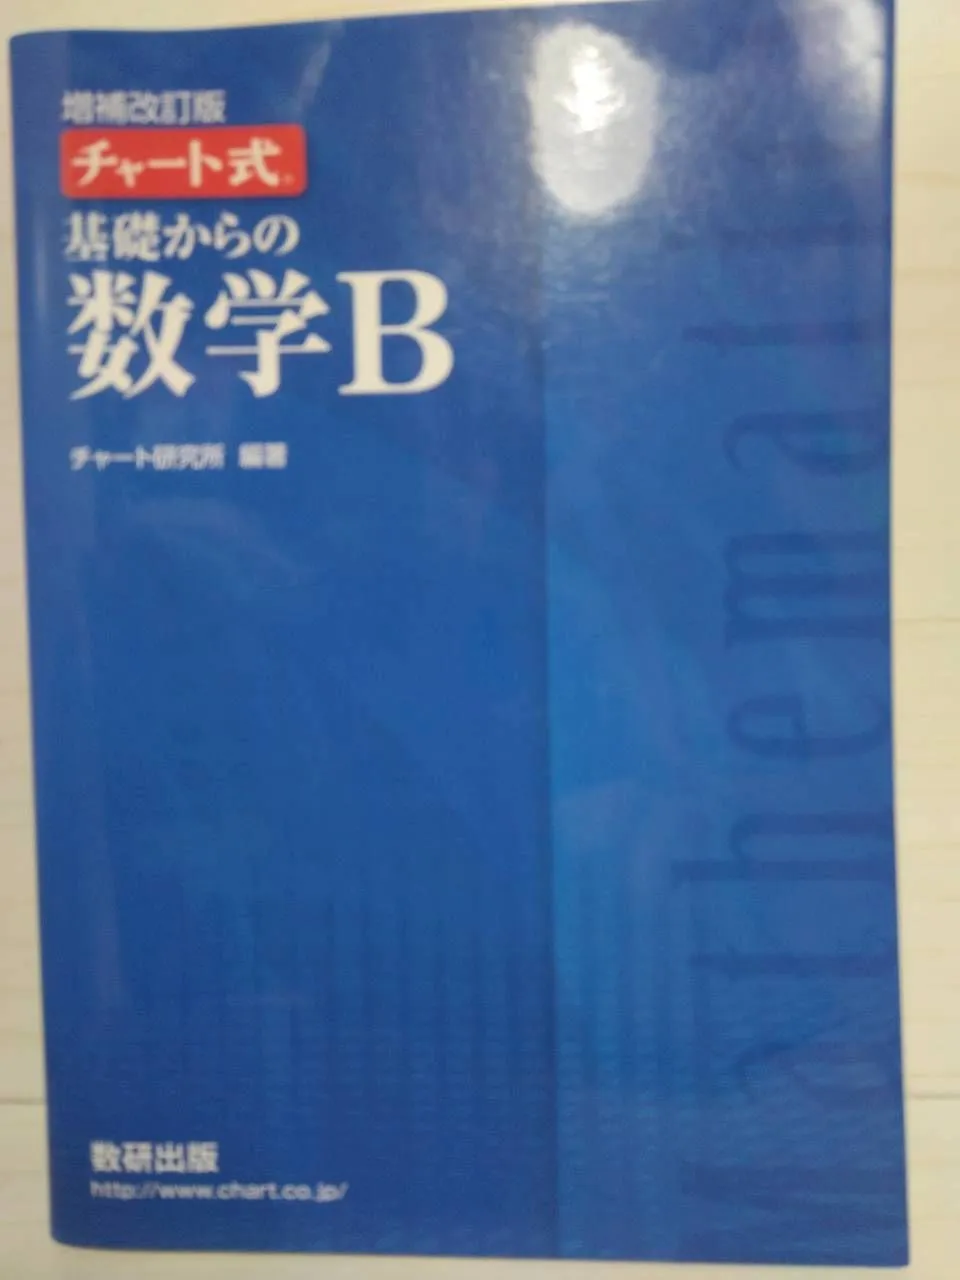 増補改訂版
チャート式®
基礎からの
数学B
チャート研究所 編著
数研出版
http://www.chart.co.jp/
Mathematics